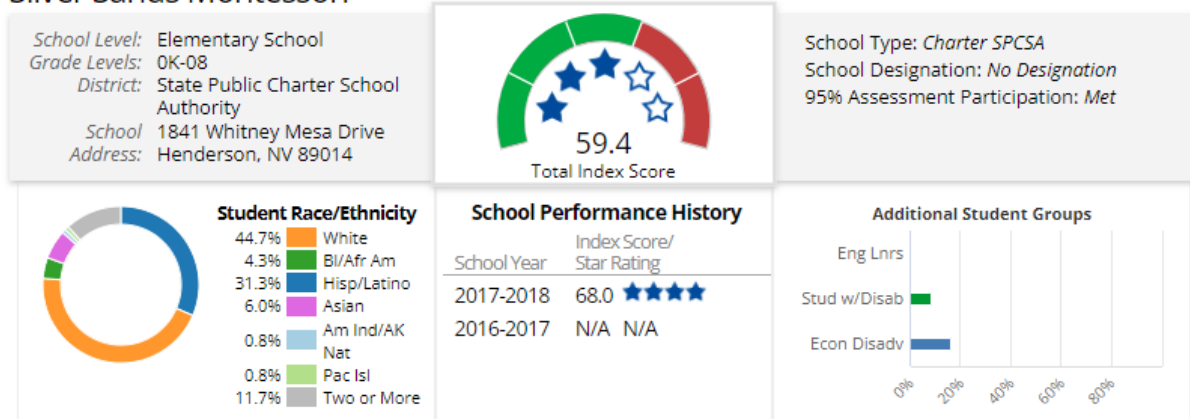 Silver Sands Montessori
School Level: Elementary School
Grade Levels: 0K-08
District: State Public Charter School
Authority
School 1841 Whitney Mesa Drive
Address: Henderson, NV 89014
59.4
Total Index Score
School Type: Charter SPCSA
School Designation: No Designation
95% Assessment Participation: Met
Student Race/Ethnicity
44.7% White
4.3% Bl/Afr Am
31.3% Hisp/Latino
6.0% Asian
0.8% Am Ind/AK
Nat
0.8% Pac Isl
11.7% Two or More
School Performance History
Index Score/
School Year Star Rating
2017-2018 68.0
2016-2017 N/A N/A
Additional Student Groups
Eng Lnrs
Stud w/Disab
Econ Disadv
0% 20% 40% 60% 80%